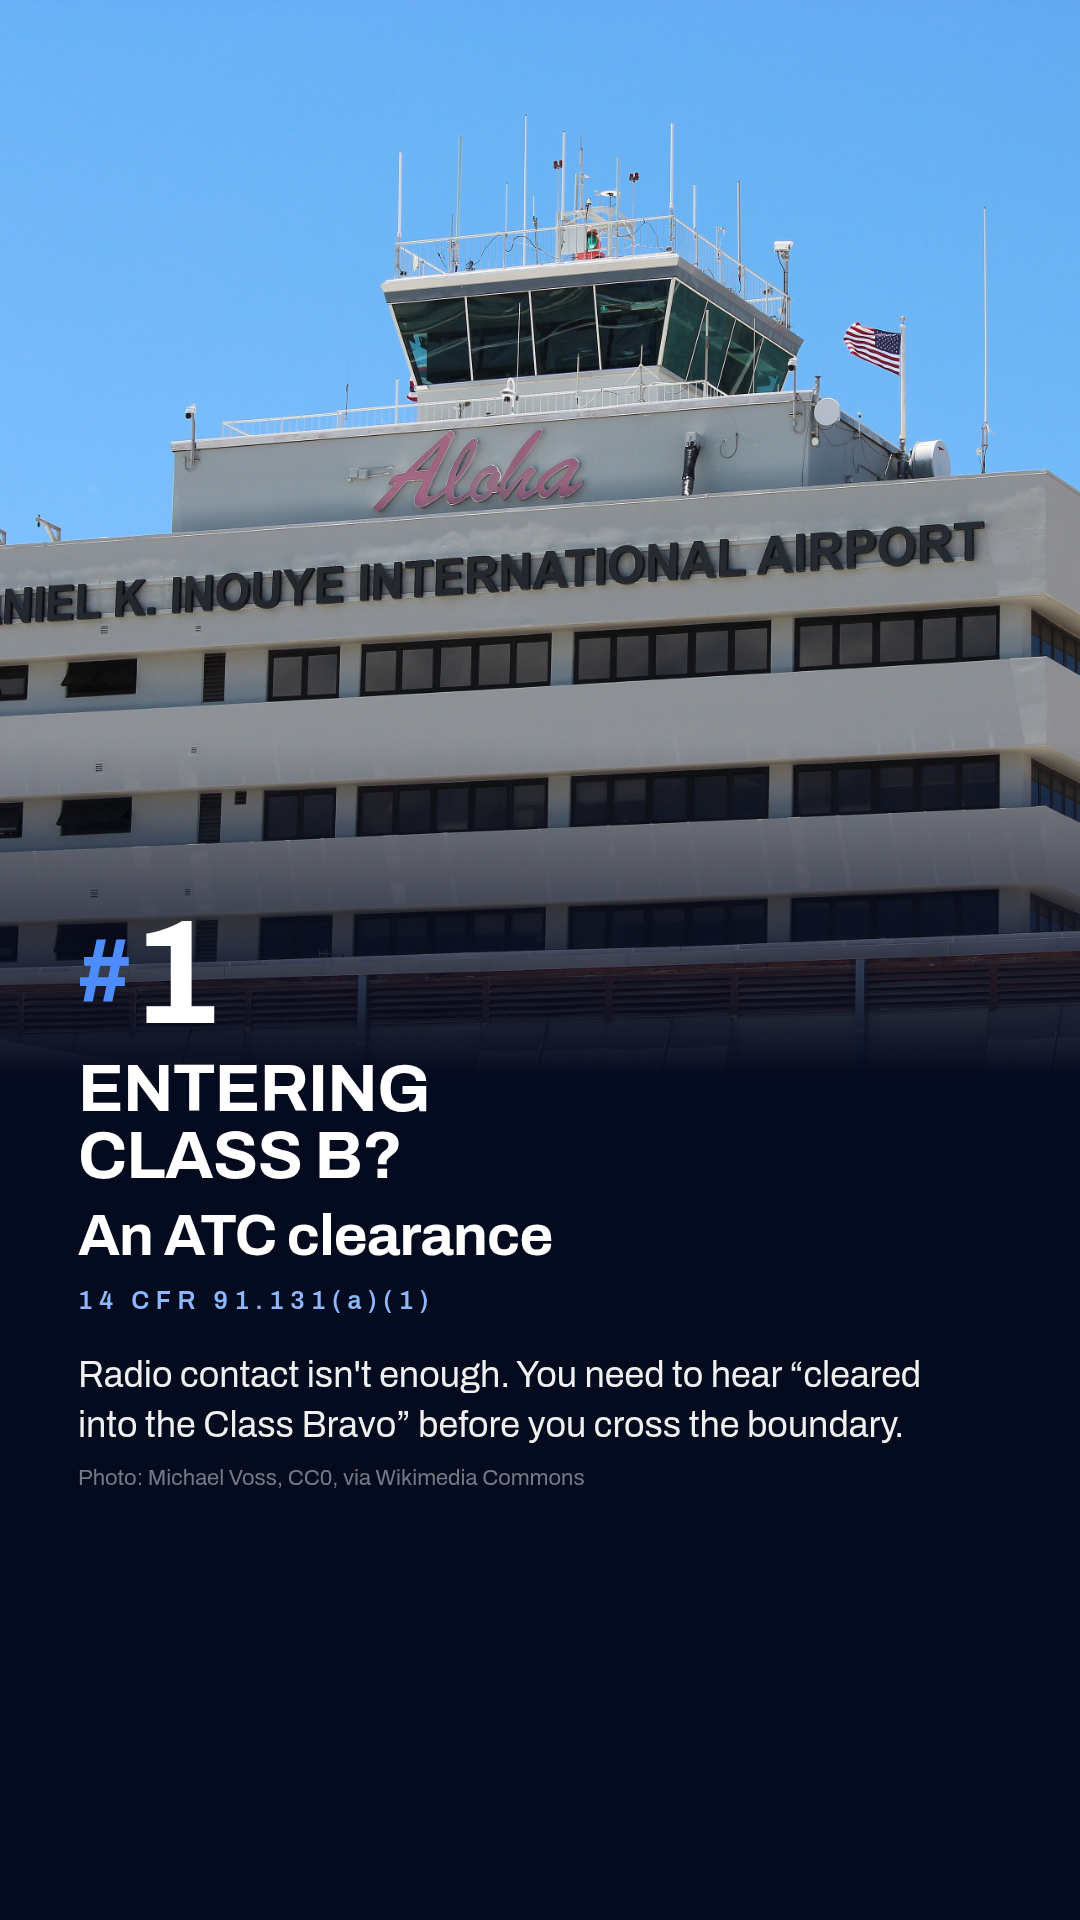 Aloha
NIEL K. INOUYE INTERNATIONAL AIRPORT
#1
ENTERING
CLASS B?
An ATC clearance
14 CFR 91.131(a)(1)
Radio contact isn't enough. You need to hear “cleared
into the Class Bravo” before you cross the boundary.
Photo: Michael Voss, CC0, via Wikimedia Commons